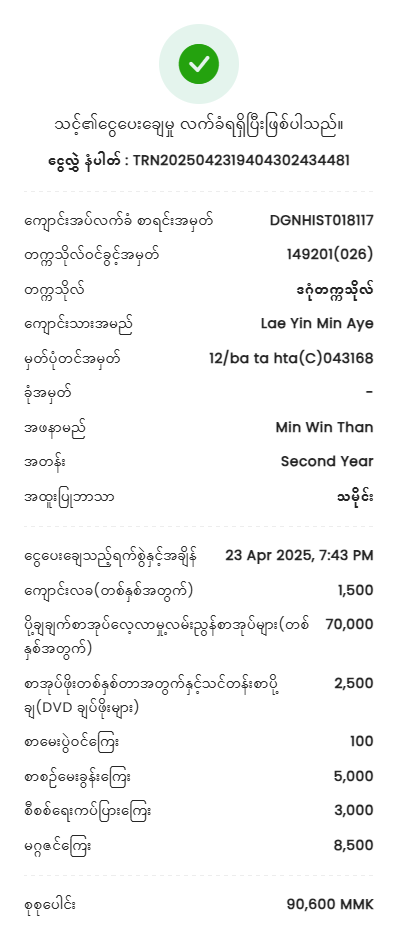 သင့်၏ငွေပေးချေမှု လက်ခံရရှိပြီးဖြစ်ပါသည်။
ငွေလွှဲ နံပါတ် : TRN2025042319404302434481
ကျောင်းအပ်လက်ခံ စာရင်းအမှတ် DGNHIST018117
တက္ကသိုလ်ဝင်ခွင့်အမှတ် 149201(026)
တက္ကသိုလ် ဒဂုံတက္ကသိုလ်
ကျောင်းသားအမည် Lae Yin Min Aye
မှတ်ပုံတင်အမှတ် 12/ba ta hta(C)043168
ခုံအမှတ် -
အဖနာမည် Min Win Than
အတန်း Second Year
အထူးပြုဘာသာ သမိုင်း
ငွေပေးချေသည့်ရက်စွဲနှင့်အချိန် 23 Apr 2025, 7:43 PM
ကျောင်းလခ(တစ်နှစ်အတွက်) 1,500
ပို့ချချက်စာအုပ်လေ့လာမှု့လမ်းညွှန်စာအုပ်များ(တစ် 70,000
နှစ်အတွက်)
စာအုပ်ဖိုးတစ်နှစ်တာအတွက်နှင့်သင်တန်းစာပို့ 2,500
ချ(DVD ချပ်ဖိုးများ)
စာမေးပွဲဝင်ကြေး 100
စာစဉ်မေးခွန်းကြေး 5,000
စီစစ်ရေးကပ်ပြားကြေး 3,000
မဂ္ဂဇင်ကြေး 8,500
စုစုပေါင်း 90,600 MMK